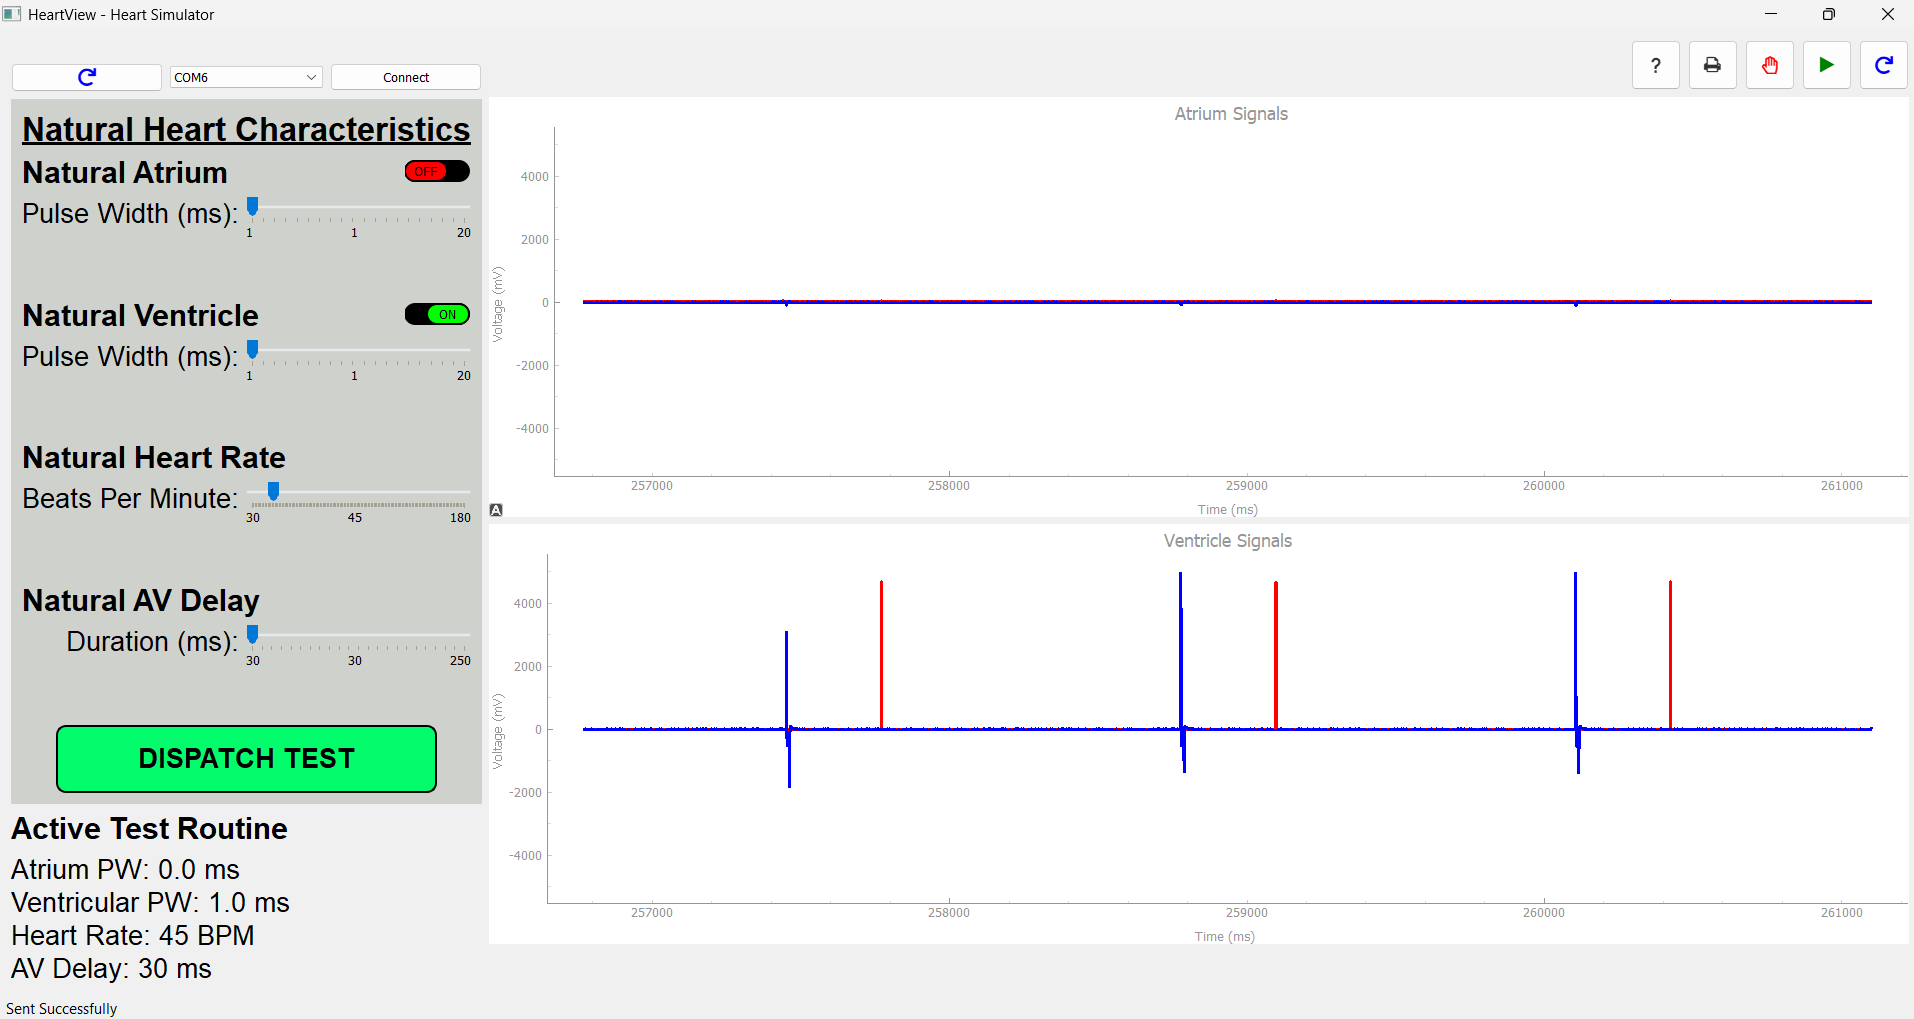 HeartView - Heart Simulator
COM6
Connect
?
Natural Heart Characteristics
Natural Atrium
OFF
Pulse Width (ms):
1 1 20
Natural Ventricle
ON
Pulse Width (ms):
1 1 20
Natural Heart Rate
Beats Per Minute:
30 45 180
Natural AV Delay
Duration (ms):
30 30 250
DISPATCH TEST
Active Test Routine
Atrium PW: 0.0 ms
Ventricular PW: 1.0 ms
Heart Rate: 45 BPM
AV Delay: 30 ms
Sent Successfully
Atrium Signals
Voltage (mV)
4000
2000
0
-2000
-4000
257000 258000 259000 260000 261000
Time (ms)
A
Ventricle Signals
Voltage (mV)
4000
2000
0
-2000
-4000
257000 258000 259000 260000 261000
Time (ms)